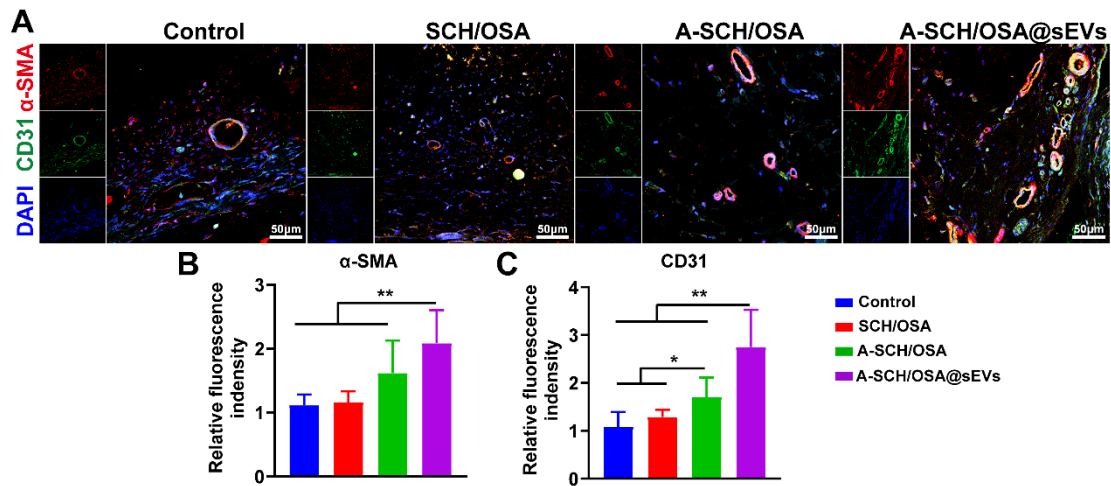 A
Control
SCH/OSA
A-SCH/OSA
A-SCH/OSA@sEVs
DAPI CD31 α-SMA
50μm
50μm
50μm
50μm
B
α-SMA
Relative fluorescence
indensity
3
2
1
0
**
C
CD31
Relative fluorescence
indensity
4
3
2
1
0
**
*
Control
SCH/OSA
A-SCH/OSA
A-SCH/OSA@sEVs